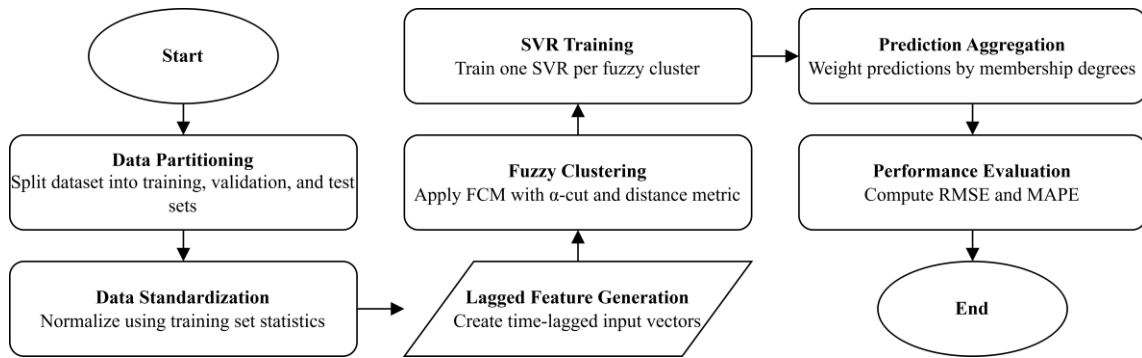 Start
Data Partitioning
Split dataset into training, validation, and test
sets
Data Standardization
Normalize using training set statistics
Lagged Feature Generation
Create time-lagged input vectors
Fuzzy Clustering
Apply FCM with α-cut and distance metric
SVR Training
Train one SVR per fuzzy cluster
Prediction Aggregation
Weight predictions by membership degrees
Performance Evaluation
Compute RMSE and MAPE
End